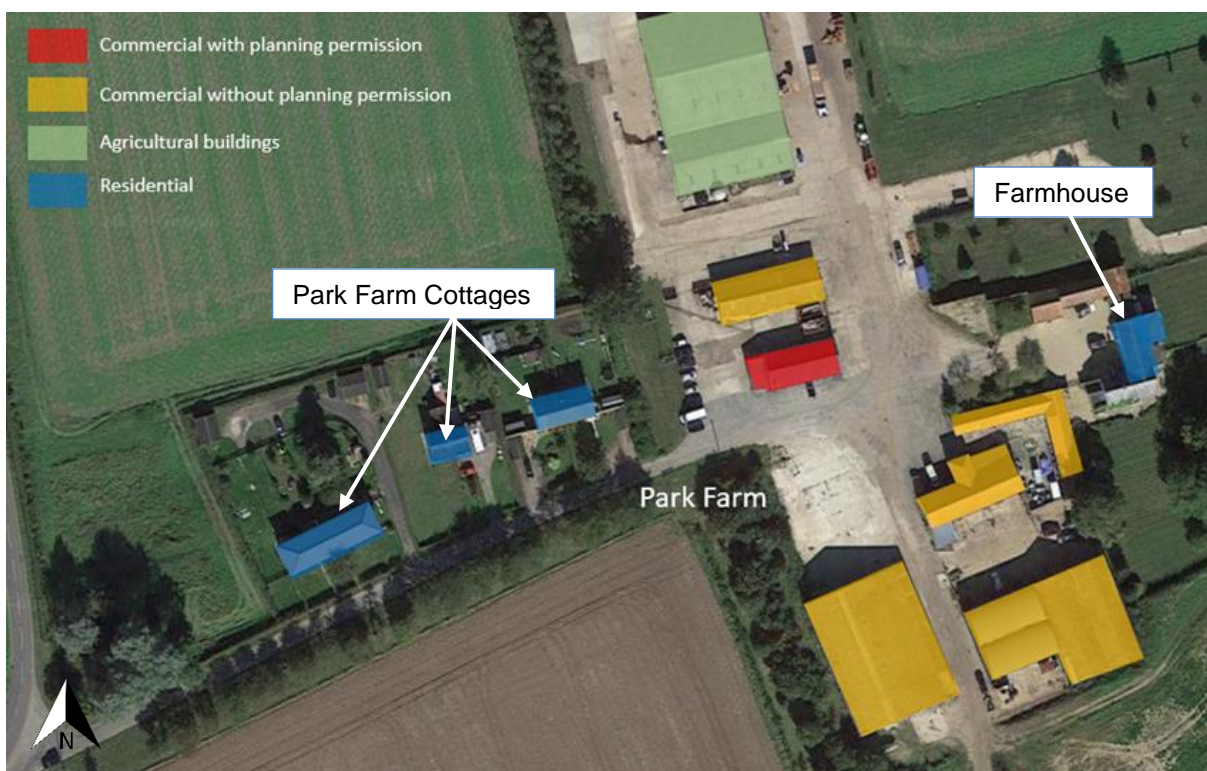 Commercial with planning permission
Commercial without planning permission
Agricultural buildings
Residential
Farmhouse
Park Farm Cottages
Park Farm
N